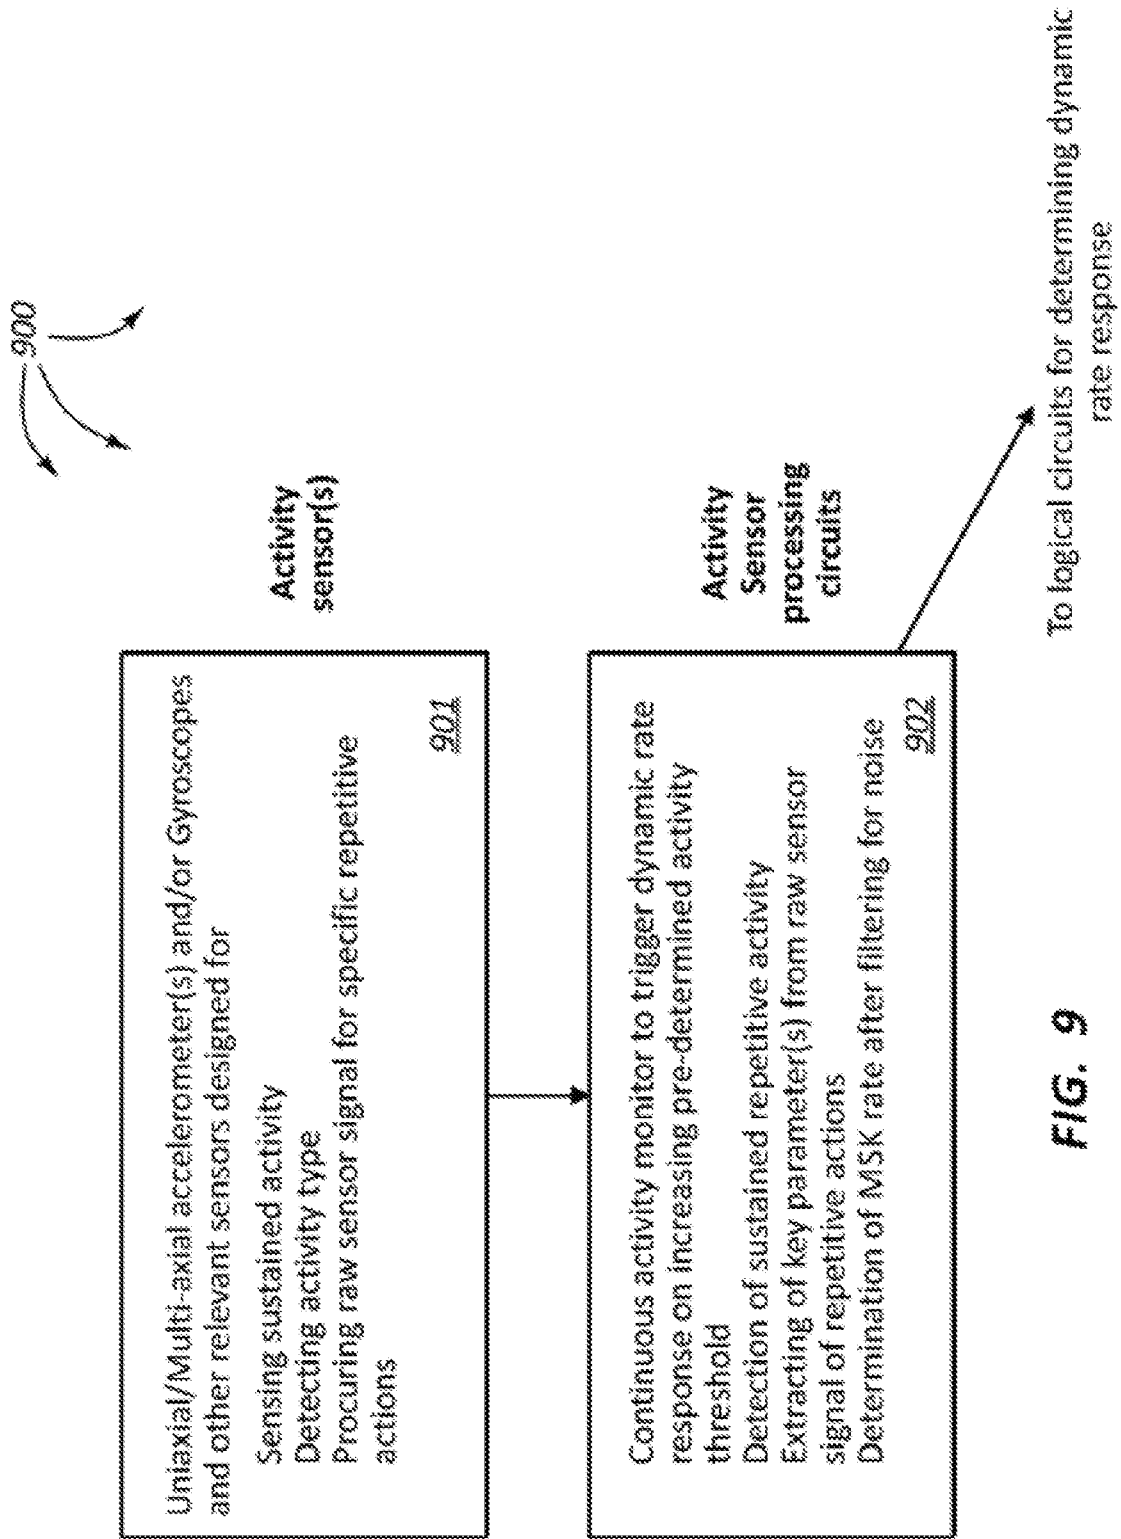 900
Uniaxial/Multi-axial accelerometer(s) and/or Gyroscopes
and other relevant sensors designed for
Sensing sustained activity
Detecting activity type
Procuring raw sensor signal for specific repetitive
actions
901
Activity
sensor(s)
Continuous activity monitor to trigger dynamic rate
response on increasing pre-determined activity
threshold
Detection of sustained repetitive activity
Extracting of key parameter(s) from raw sensor
signal of repetitive actions
Determination of MSK rate after filtering for noise
902
Activity
Sensor
processing
circuits
To logical circuits for determining dynamic
rate response
FIG. 9